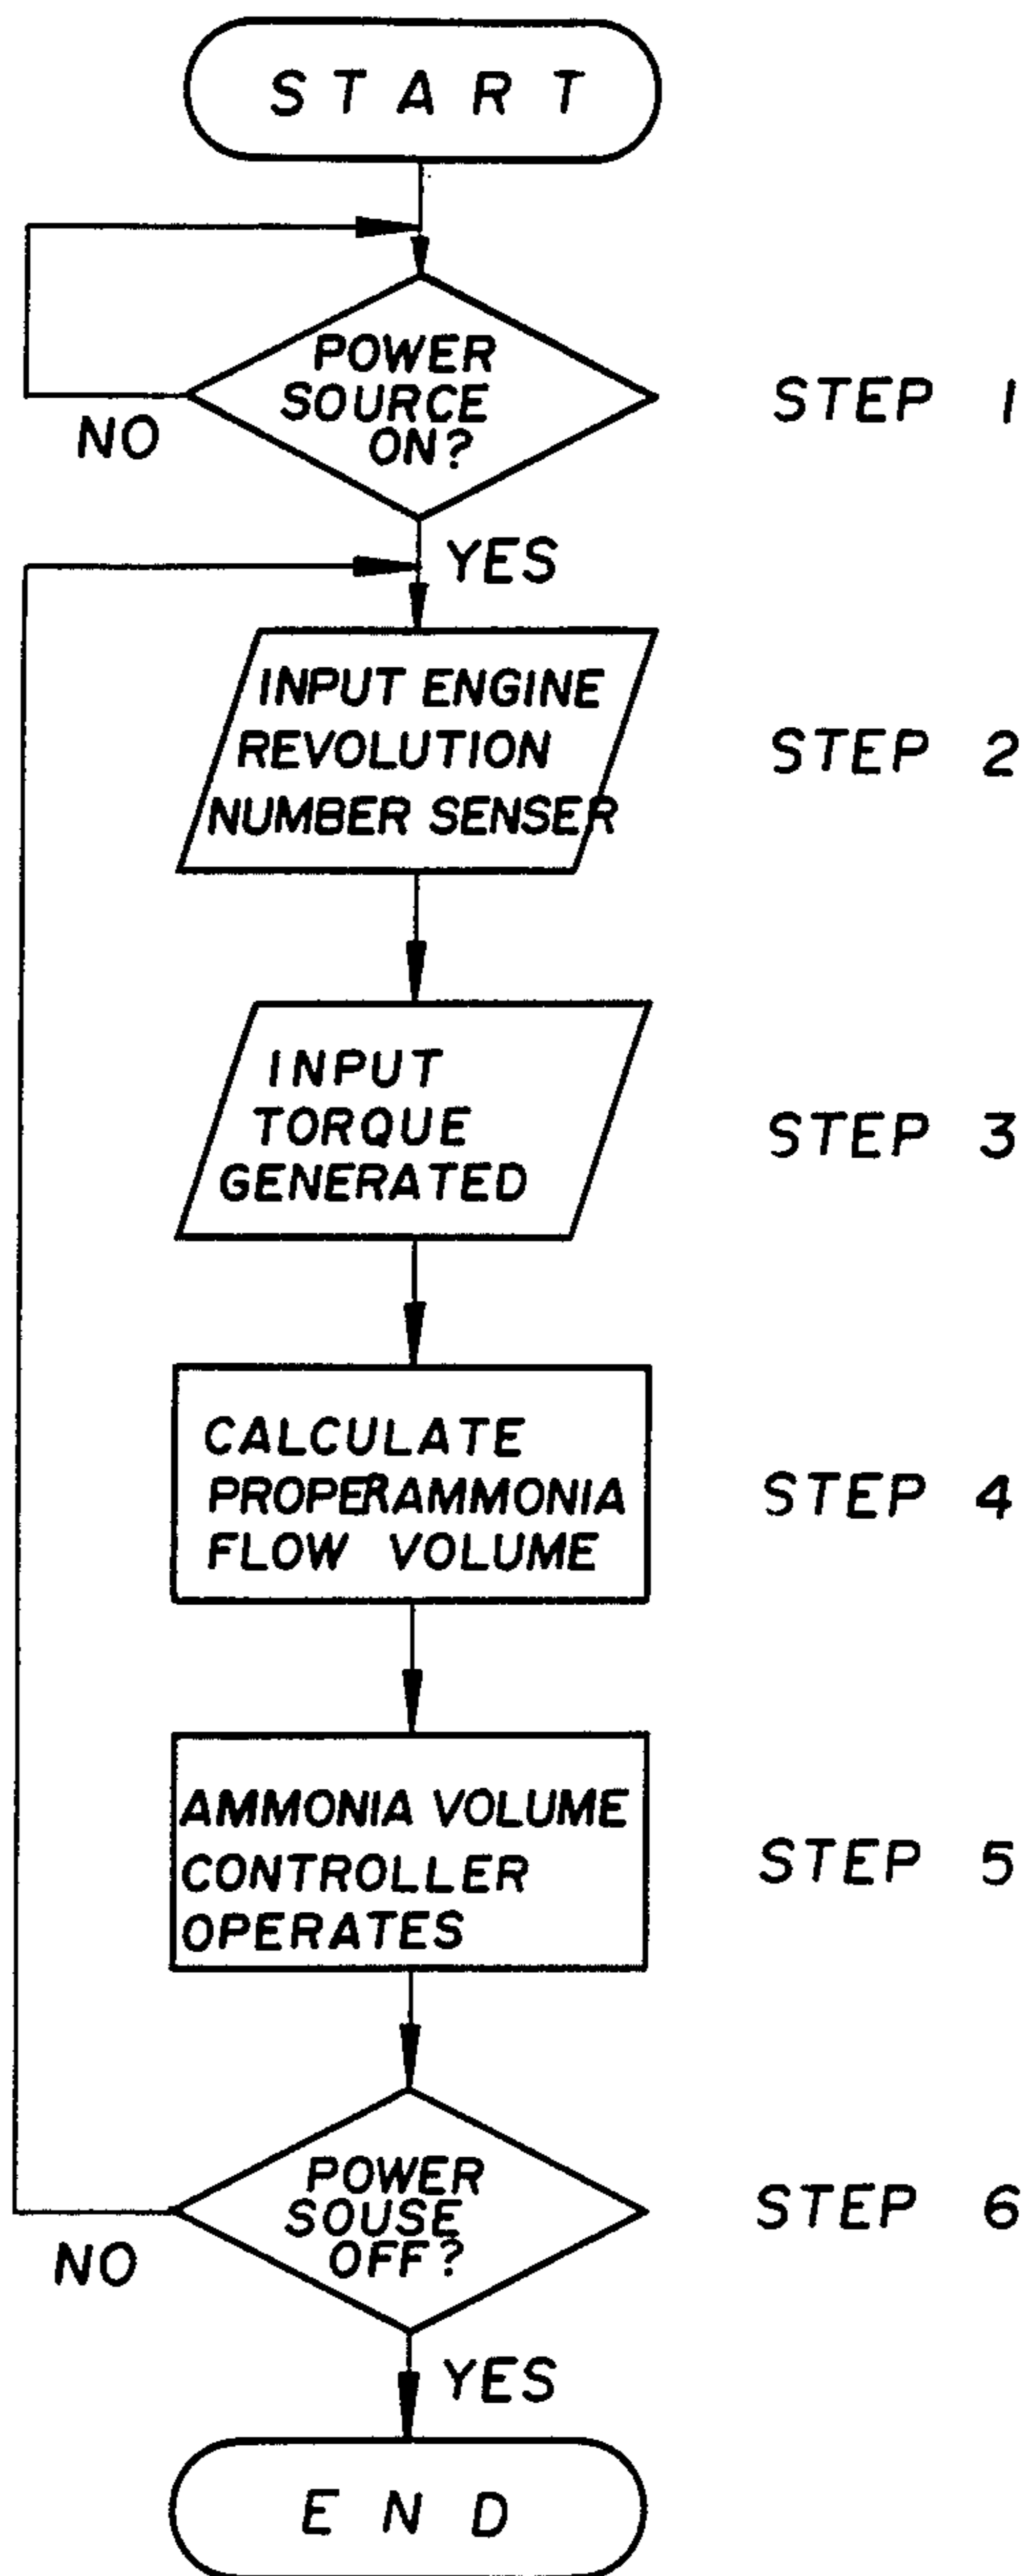 START
POWER
SOURCE
ON?
STEP 1
NO
YES
INPUT ENGINE
REVOLUTION
NUMBER SENSER
STEP 2
INPUT
TORQUE
GENERATED
STEP 3
CALCULATE
PROPER AMMONIA
FLOW VOLUME
STEP 4
AMMONIA VOLUME
CONTROLLER
OPERATES
STEP 5
POWER
SOUSE
OFF?
STEP 6
NO
YES
END